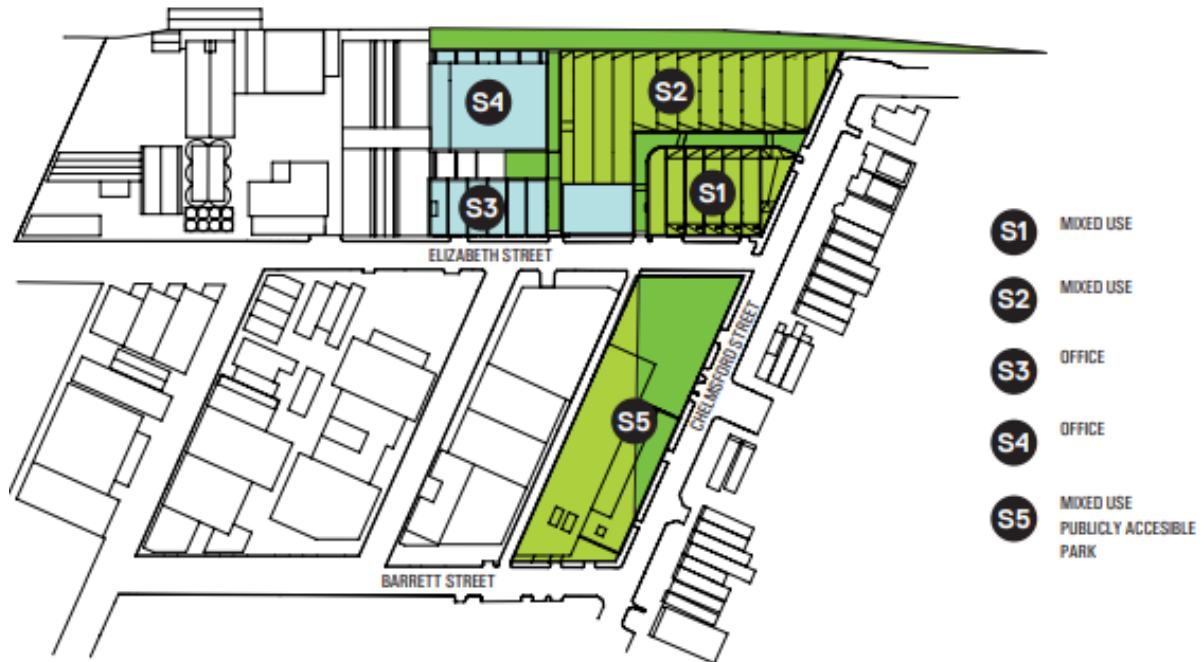 S4
S2
S3
S1
ELIZABETH STREET
CHELMSFORD STREET
S5
BARRETT STREET
S1 MIXED USE
S2 MIXED USE
S3 OFFICE
S4 OFFICE
S5 MIXED USE
PUBLICLY ACCESIBLE
PARK